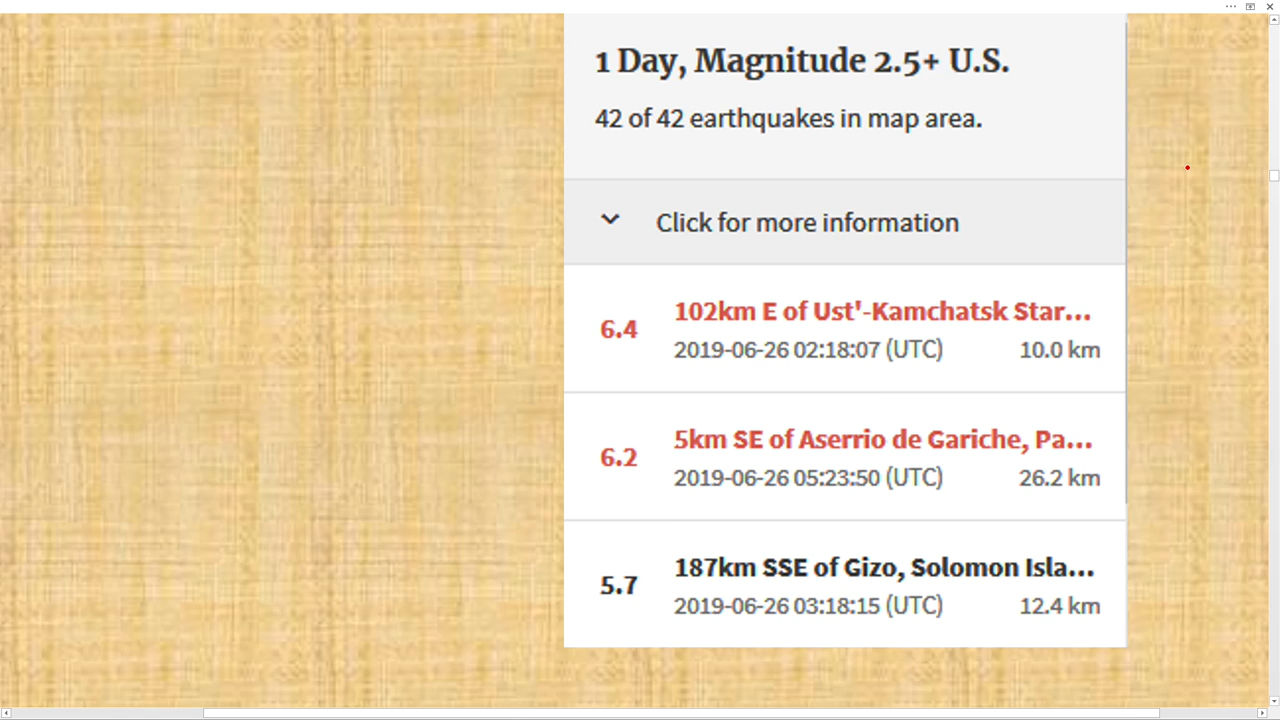 1 Day, Magnitude 2.5+ U.S.
42 of 42 earthquakes in map area.
Click for more information
6.4
102km E of Ust'-Kamchatsk Star...
2019-06-26 02:18:07 (UTC) 10.0 km
6.2
5km SE of Aserrio de Gariche, Pa...
2019-06-26 05:23:50 (UTC) 26.2 km
5.7
187km SSE of Gizo, Solomon Isla...
2019-06-26 03:18:15 (UTC) 12.4 km